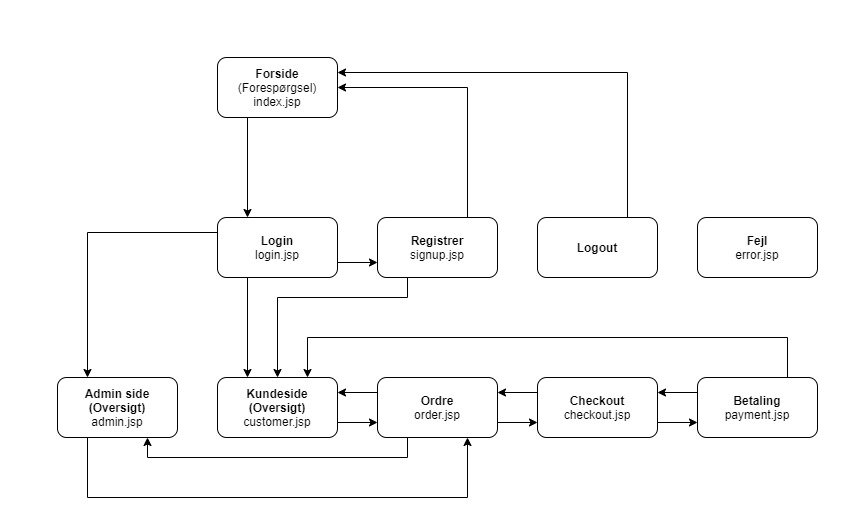 Forside
(Forespørgsel)
index.jsp
Login
login.jsp
Registrer
signup.jsp
Logout
Fejl
error.jsp
Admin side
(Oversigt)
admin.jsp
Kundeside
(Oversigt)
customer.jsp
Ordre
order.jsp
Checkout
checkout.jsp
Betaling
payment.jsp